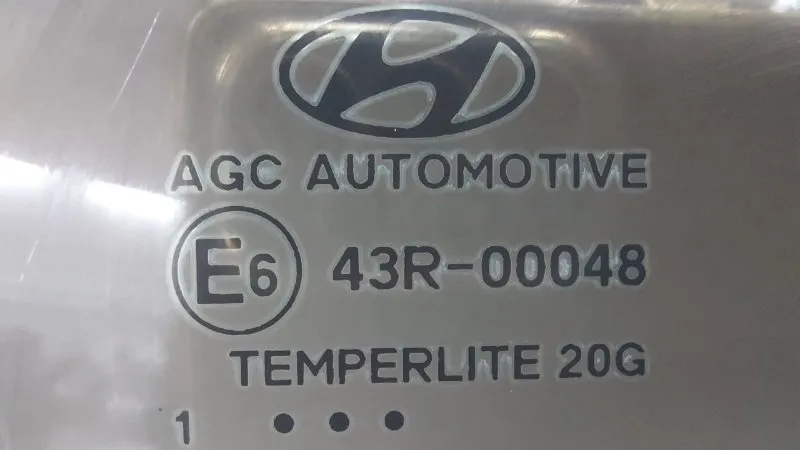 AGC AUTOMOTIVE
E6 43R-00048
TEMPERLITE 20G
1 • • •